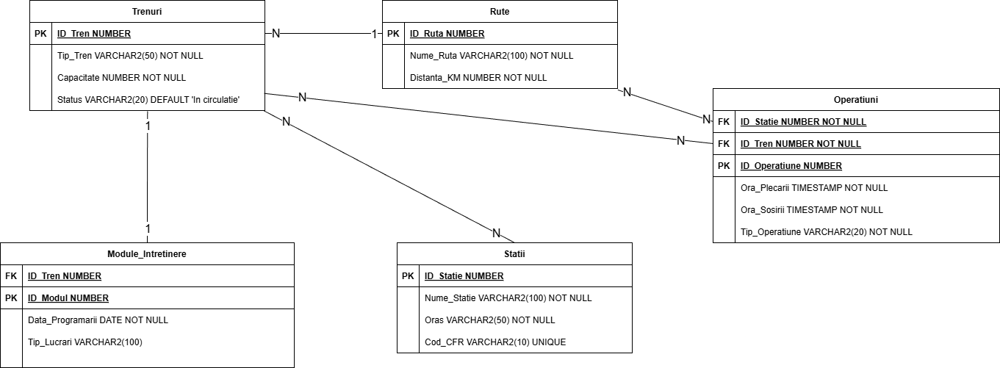 Trenuri
PK ID_Tren NUMBER
Tip_Tren VARCHAR2(50) NOT NULL
Capacitate NUMBER NOT NULL
Status VARCHAR2(20) DEFAULT 'In circulatie'
N
1
Rute
PK ID_Ruta NUMBER
Nume_Ruta VARCHAR2(100) NOT NULL
Distanta_KM NUMBER NOT NULL
N
N
N
N
Operatiuni
FK ID_Statie NUMBER NOT NULL
FK ID_Tren NUMBER NOT NULL
PK ID_Operatiune NUMBER
Ora_Plecarii TIMESTAMP NOT NULL
Ora_Sosirii TIMESTAMP NOT NULL
Tip_Operatiune VARCHAR2(20) NOT NULL
1
1
N
N
Module_Intretinere
FK ID_Tren NUMBER
PK ID_Modul NUMBER
Data_Programarii DATE NOT NULL
Tip_Lucrari VARCHAR2(100)
Statii
PK ID_Statie NUMBER
Nume_Statie VARCHAR2(100) NOT NULL
Oras VARCHAR2(50) NOT NULL
Cod_CFR VARCHAR2(10) UNIQUE